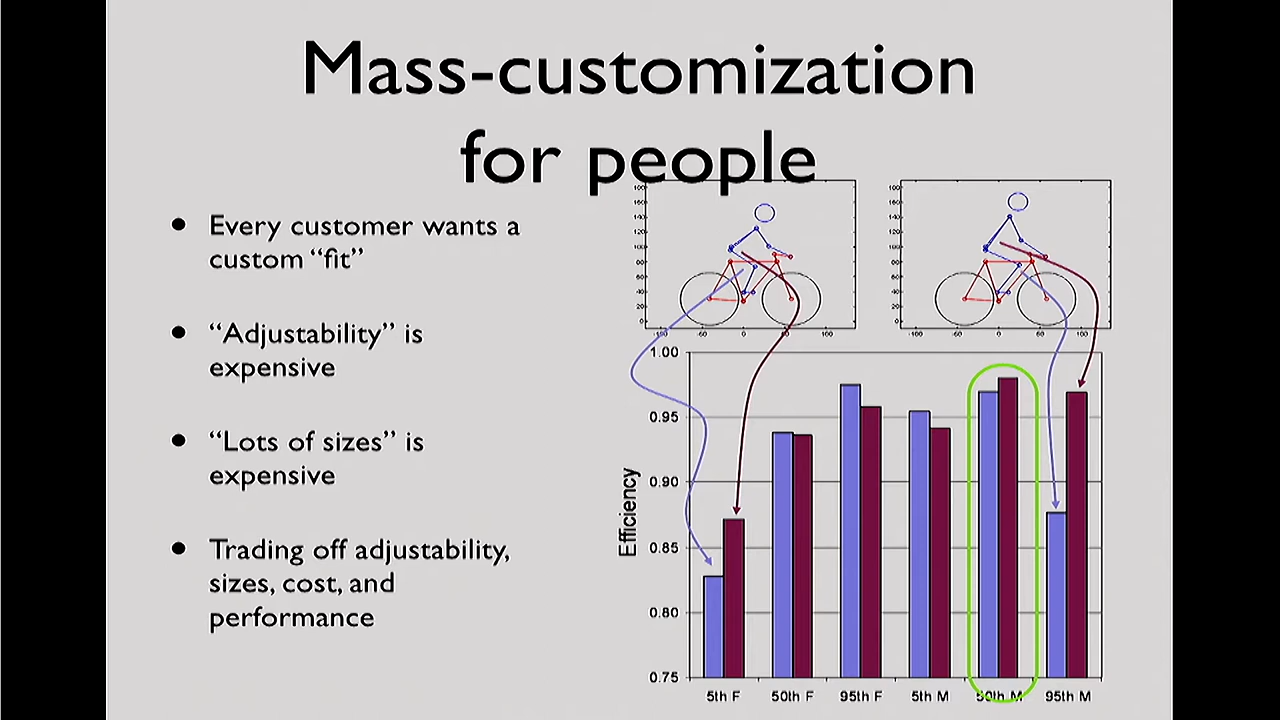 Mass-customization
for people
• Every customer wants a
custom “fit”
• “Adjustability” is
expensive
• “Lots of sizes” is
expensive
• Trading off adjustability,
sizes, cost, and
performance
Efficiency
1.00
0.95
0.90
0.85
0.80
0.75
5th F 50th F 95th F 5th M 50th M 95th M